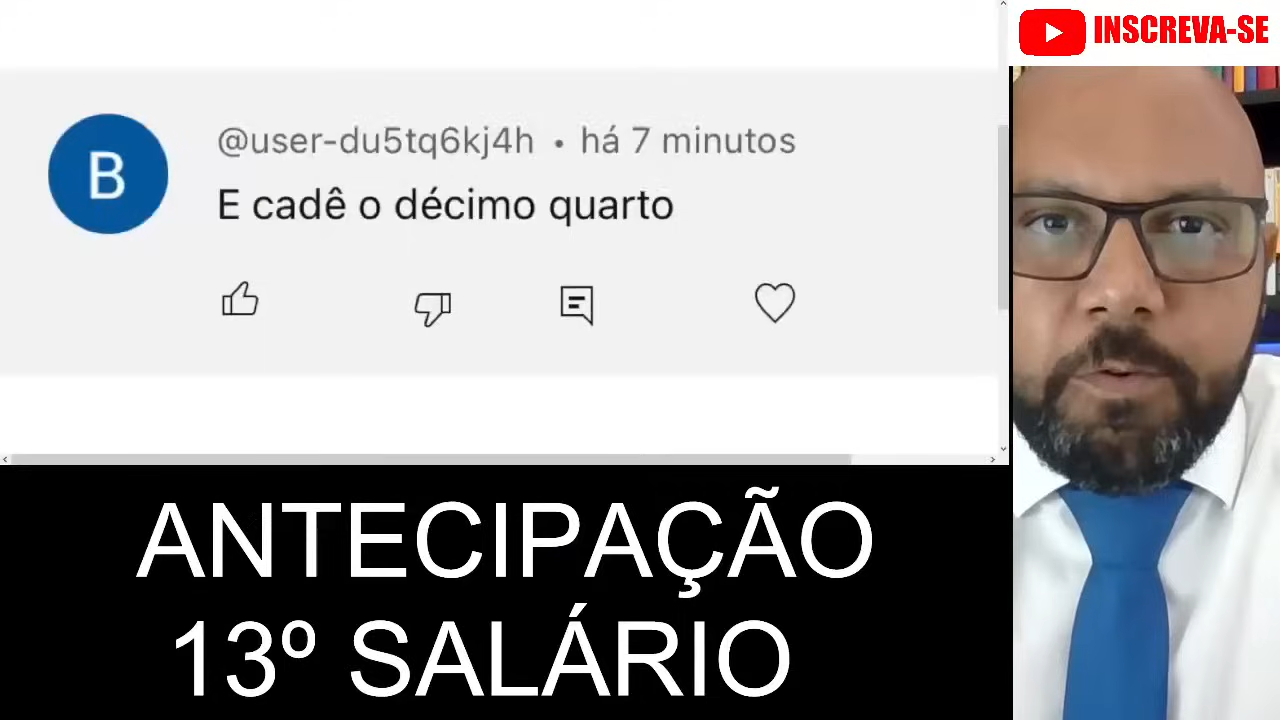 INSCREVA-SE
B
@user-du5tq6kj4h • há 7 minutos
E cadê o décimo quarto
ANTECIPAÇÃO
13º SALÁRIO